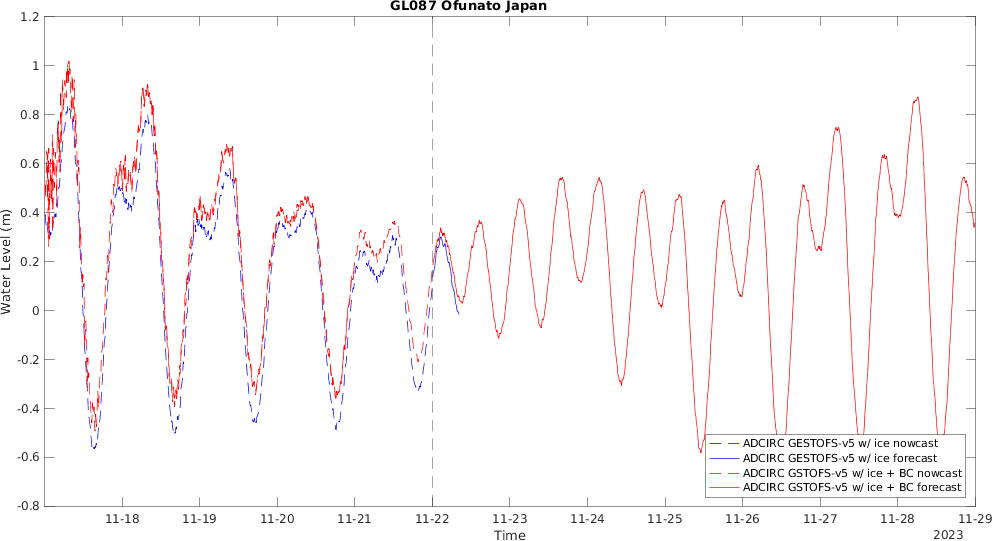 GL087 Ofunato Japan
1.2
1
0.8
0.6
0.4
0.2
0
-0.2
-0.4
-0.6
-0.8
Water Level (m)
ADCIRC GESTOFS-v5 w/ ice nowcast
ADCIRC GESTOFS-v5 w/ ice forecast
ADCIRC GSTOFS-v5 w/ ice + BC nowcast
ADCIRC GSTOFS-v5 w/ ice + BC forecast
11-18 11-19 11-20 11-21 11-22 11-23 11-24 11-25 11-26 11-27 11-28 11-29
Time
2023